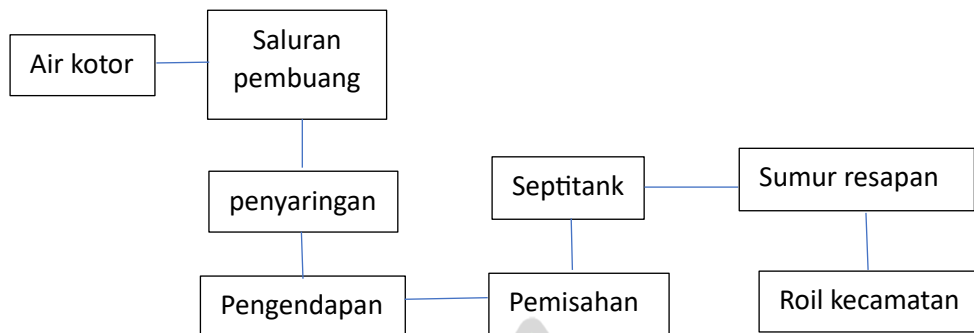 Air kotor
Saluran
pembuang
penyaringan
Pengendapan
Pemisahan
Septitank
Sumur resapan
Roil kecamatan